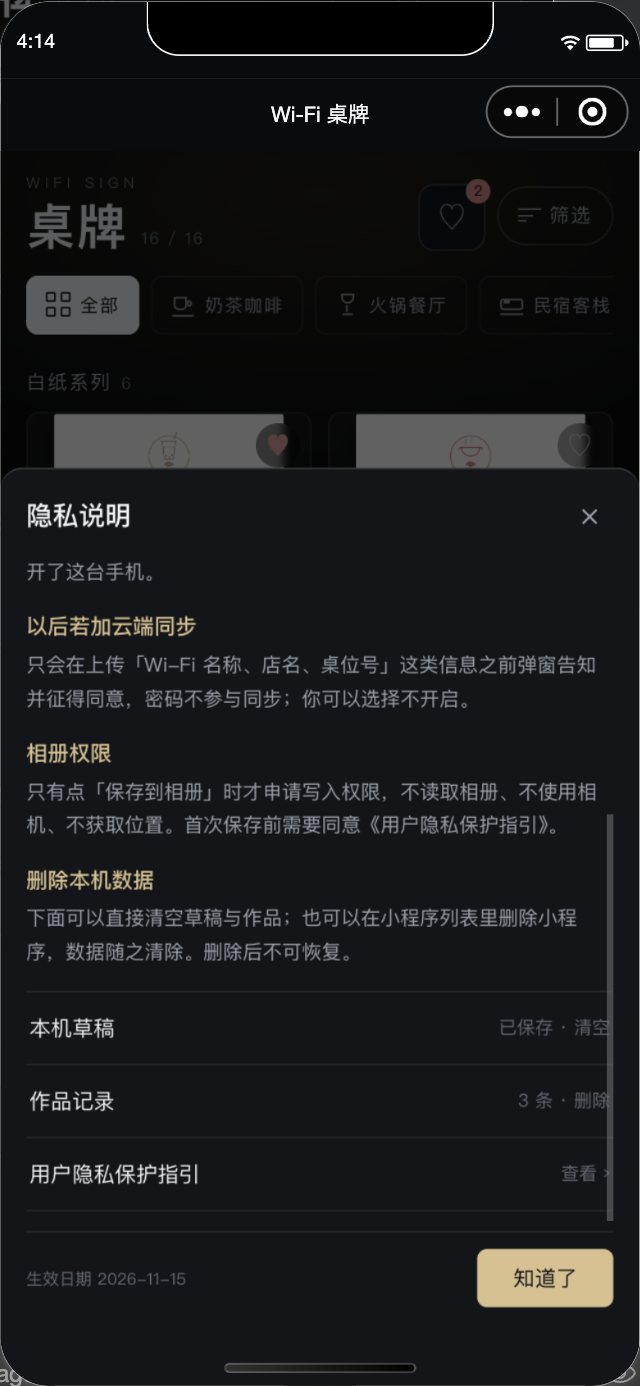 4:14
Wi-Fi 桌牌
WIFI SIGN
桌牌 16 / 16
2
筛选
全部
奶茶咖啡
火锅餐厅
民宿客栈
白纸系列 6
隐私说明
开了这台手机。
以后若加云端同步
只会在上传「Wi-Fi 名称、店名、桌位号」这类信息之前弹窗告知
并征得同意，密码不参与同步；你可以选择不开启。
相册权限
只有点「保存到相册」时才申请写入权限，不读取相册、不使用相
机、不获取位置。首次保存前需要同意《用户隐私保护指引》。
删除本机数据
下面可以直接清空草稿与作品；也可以在小程序列表里删除小程
序，数据随之清除。删除后不可恢复。
本机草稿 已保存 · 清空
作品记录 3 条 · 删除
用户隐私保护指引 查看 ›
生效日期 2026-11-15
知道了